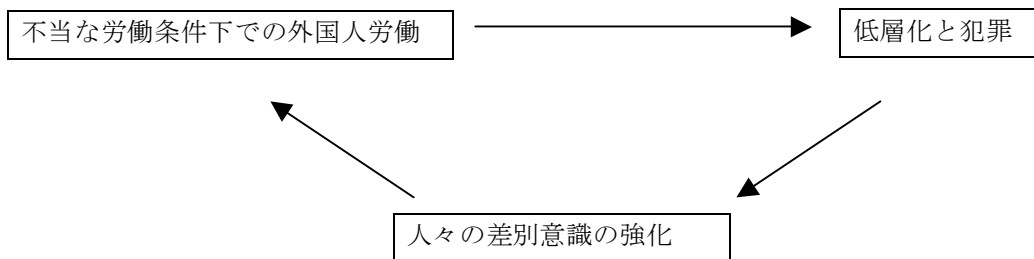 不当な労働条件下での外国人労働
低層化と犯罪
人々の差別意識の強化